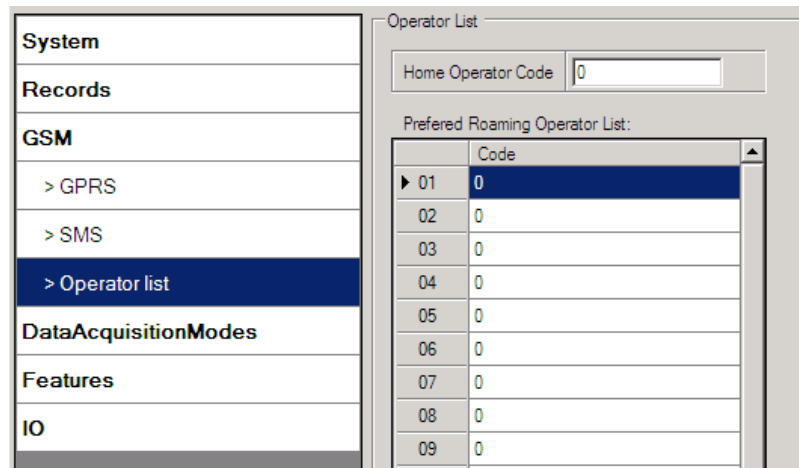 System
Records
GSM
> GPRS
> SMS
> Operator list
DataAcquisitionModes
Features
IO
Operator List
Home Operator Code 0
Prefered Roaming Operator List:
Code
01 0
02 0
03 0
04 0
05 0
06 0
07 0
08 0
09 0